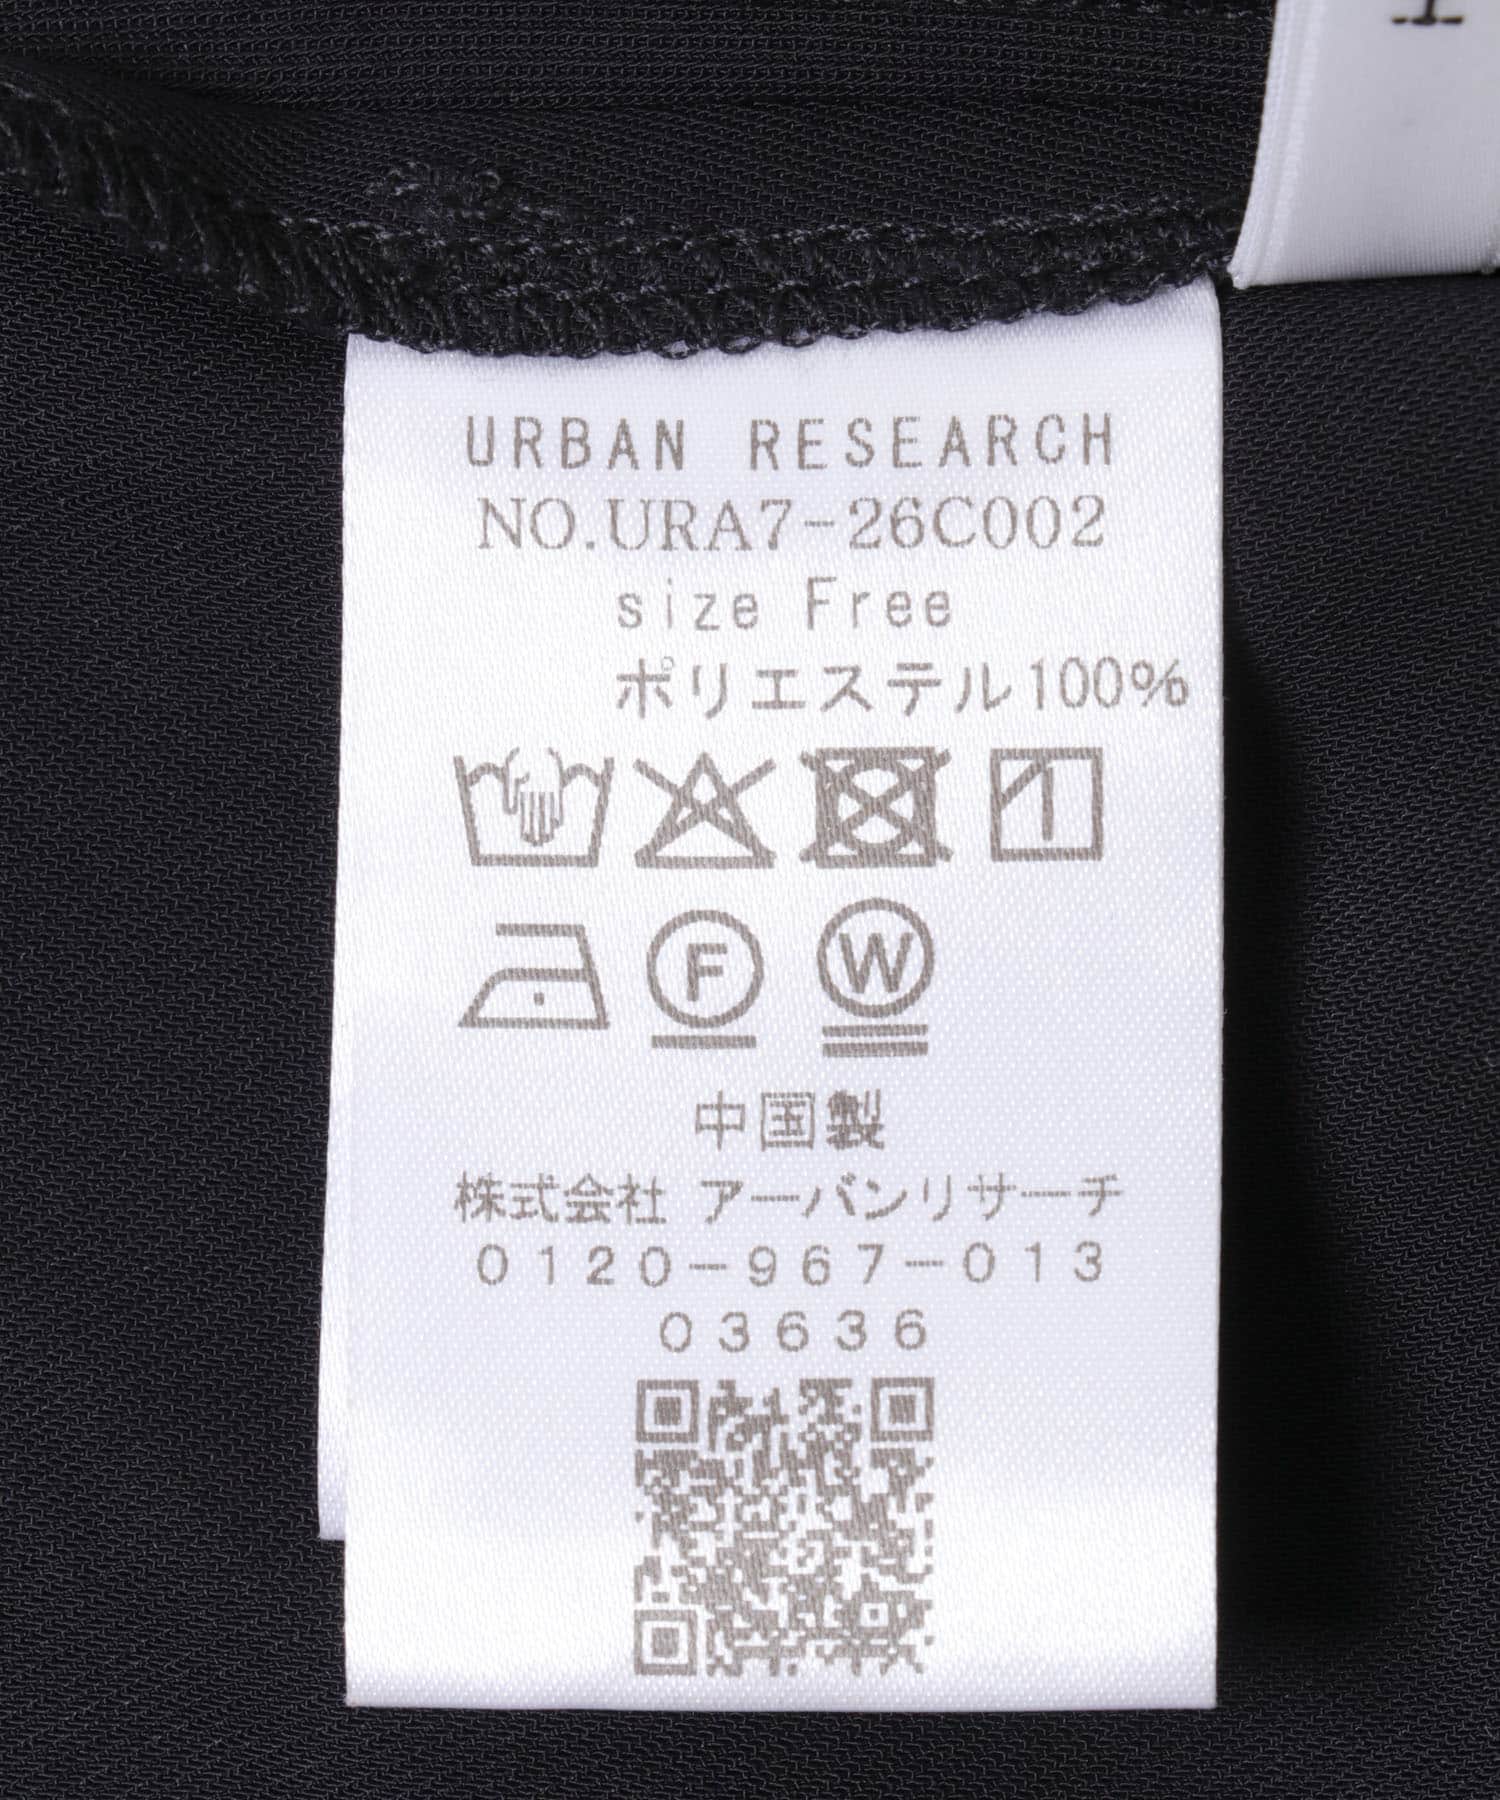 URBAN RESEARCH
NO.URA7-26C002
size Free
ポリエステル100%
F W
中国製
株式会社 アーバンリサーチ
0120-967-013
03636